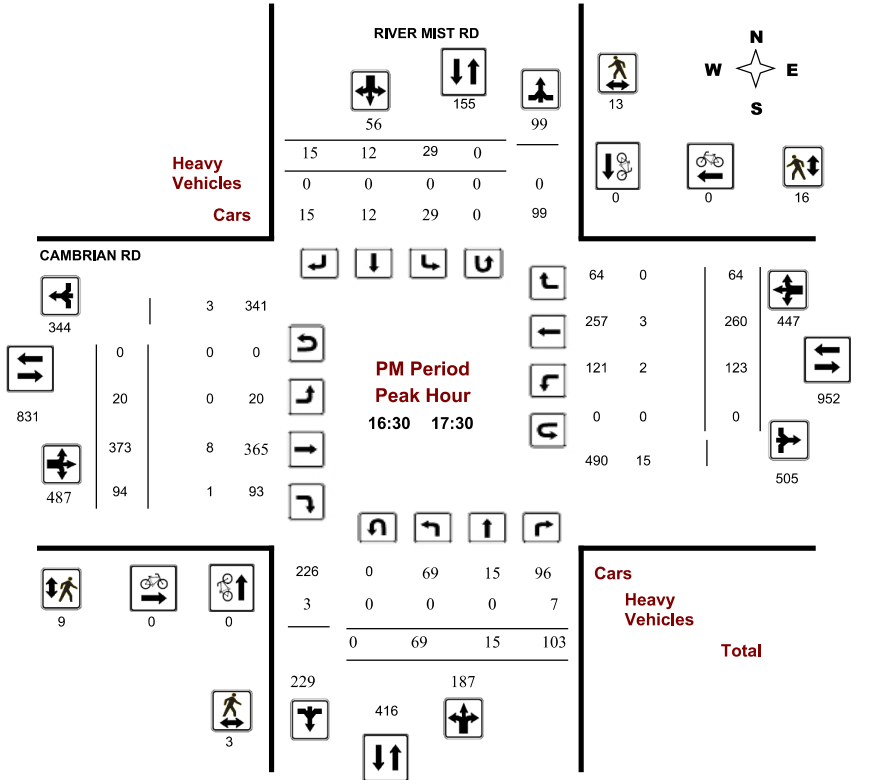 RIVER MIST RD
N
W E
S
155
13
56 99
15 12 29 0
Heavy
Vehicles
0 0 0 0 0
0 0 16
Cars 15 12 29 0 99
CAMBRIAN RD
64 0 64
3 341
344
257 3 260 447
0 0 0
PM Period
Peak Hour
16:30 17:30
121 2 123
952
20 0 20
831
0 0 0
373 8 365
490 15
505
487
94 1 93
226 0 69 15 96 Cars
3 0 0 0 7 Heavy
Vehicles
9 0 0
0 69 15 103 Total
229 187
416
3